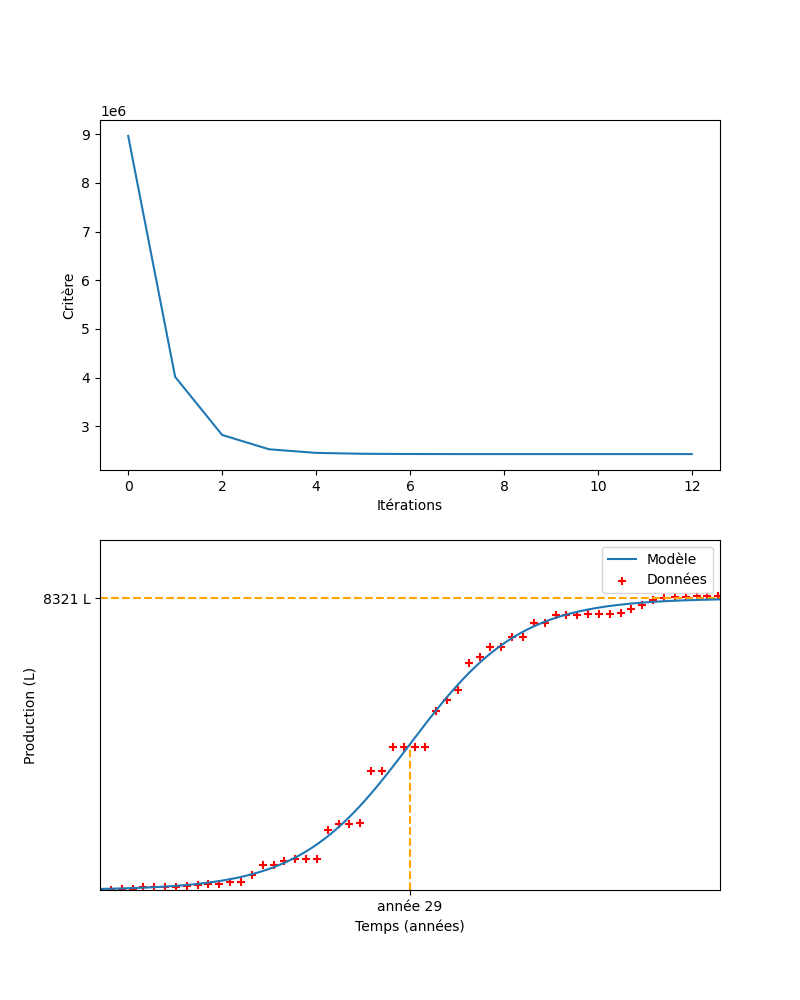 1e6
9
8
7
6
5
4
3
Critère
0 2 4 6 8 10 12
Itérations
Modèle
Données
8321 L
Production (L)
année 29
Temps (années)